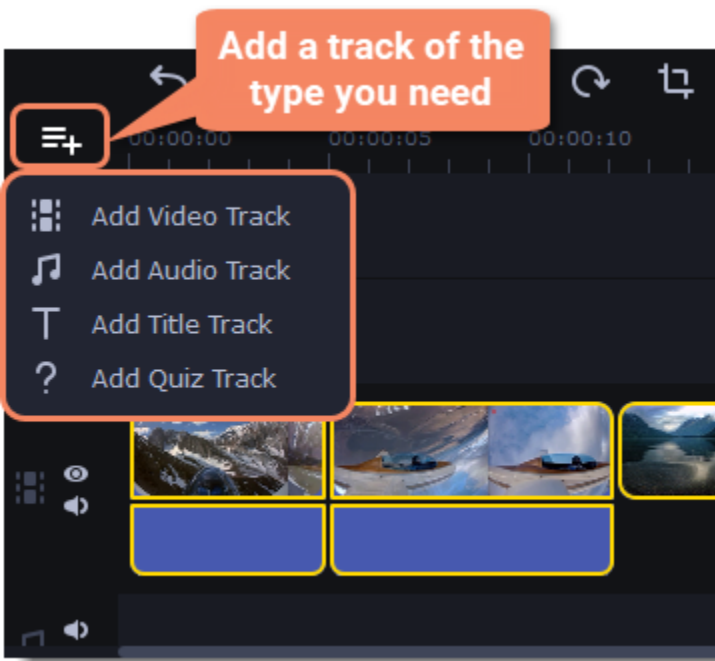 Add a track of the
type you need
00:00:00 00:00:05 00:00:10
Add Video Track
Add Audio Track
Add Title Track
Add Quiz Track